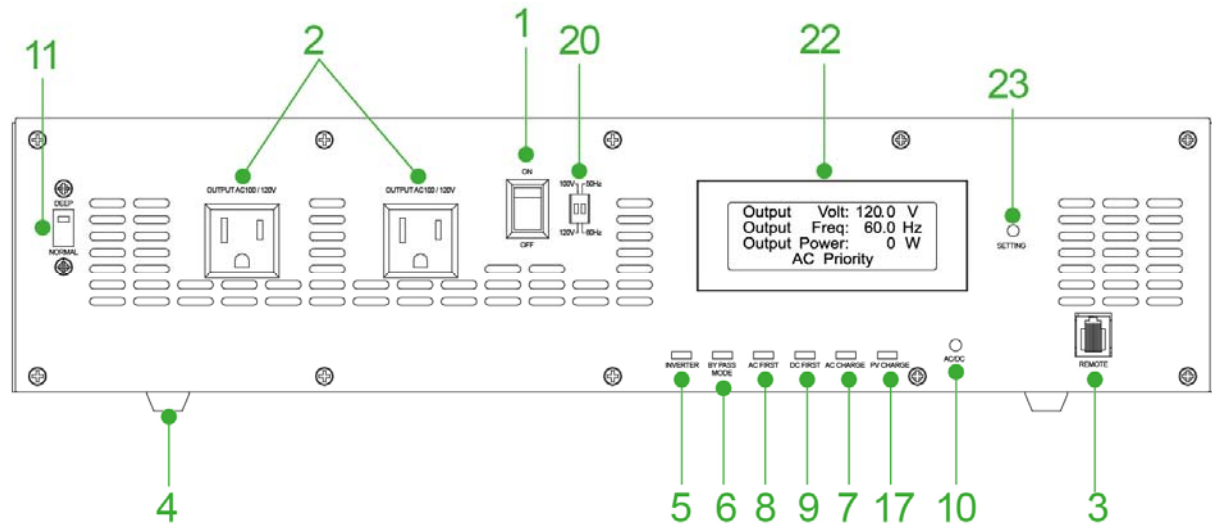 1
20
11
2
22
23
ON
DEEP
OUTPUT AC100 / 120V
OUTPUT AC100 / 120V
100V 50Hz
Output Volt: 120.0 V
Output Freq: 60.0 Hz
Output Power: 0 W
AC Priority
SETTING
NORMAL
OFF
120V 60Hz
INVERTER
BY PASS
MODE
AC FIRST
DC FIRST
AC CHARGE
PV CHARGE
AC/DC
REMOTE
4
5
6
8
9
7
17
10
3